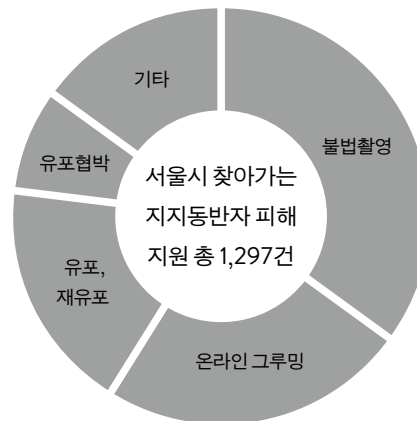 기타
불법촬영
유포협박
서울시 찾아가는
지지동반자 피해
지원 총 1,297건
유포,
재유포
온라인 그루밍